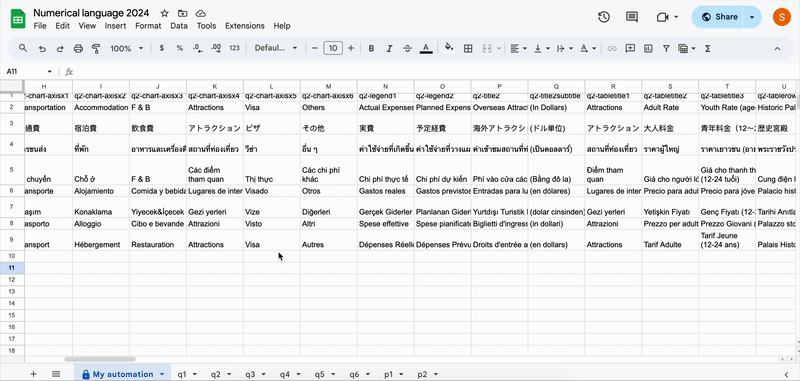 Numerical language 2024
File Edit View Insert Format Data Tools Extensions Help
Share
S
100% $ % .0 .00 123 Defaul... 10 B I A
A11 fx
H I J K L M N O P Q R S T U
1 q2-chart-axisx1 q2-chart-axisx2 q2-chart-axisx3 q2-chart-axisx4 q2-chart-axisx5 q2-chart-axisx6 q2-legend1 q2-legend2 q2-title2 q2-title2subtitle q2-tabletitle1 q2-tabletitle2 q2-tabletitle3 q2-tabletitle4
2 ansportation Accommodation F & B Attractions Visa Others Actual Expenses Planned Expense Overseas Attract (In Dollars) Attractions Adult Rate Youth Rate (age Historic Pal
3 通費 宿泊費 飲食費 アトラクション ビザ その他 実費 予定経費 海外アトラクシ (ドル単位) アトラクション 大人料金 青年料金 (12〜 歴史宮殿
4 ารขนส่ง ที่พัก อาหารและเครื่องดื สถานที่ท่องเที่ยว วีซ่า อื่น ๆ ค่าใช้จ่ายที่เกิดขึ้น ค่าใช้จ่ายที่วางแผ ค่าเข้าชมสถานที่ท่ (เป็นดอลลาร์) สถานที่ท่องเที่ยว ราคาผู้ใหญ่ ราคาเยาวชน (อา พระราชวังปร
5 chuyển Chỗ ở F & B Các điểm tham quan Thị thực Các chi phí khác Chi phí thực tế Chi phí dự kiến Phí vào cửa các (Bằng đô la) Điểm tham quan Giá cho người lớ Giá cho thanh th (12-24 tuổi) Cung điện l
6 ansporte Alojamiento Comida y bebida Lugares de inter Visado Otros Gastos reales Gastos previstos Entradas para lu (en dólares) Lugares de inter Precio para adul Precio para jóve Palacio histo
7 laşım Konaklama Yiyecek&İçecek Gezi yerleri Vize Diğerleri Gerçek Giderler Planlanan Gider Yurtdışı Turistik (dolar cinsinden) Gezi yerleri Yetişkin Fiyatı Genç Fiyatı (12- Tarihi Anıtla
8 asporto Alloggio Cibo e bevande Attrazioni Visto Altri Spese effettive Spese pianificate Biglietti d'ingress (in dollari) Attrazioni Prezzo per adult Prezzo Giovani ( Palazzo sto
9 ansport Hébergement Restauration Attractions Visa Autres Dépenses Réelle Dépenses Prévu Droits d'entrée a (en dollars) Attractions Tarif Adulte Tarif Jeune (12-24 ans) Palais Histo
10
11
12
13
14
15
16
17
18
My automation q1 q2 q3 q4 q5 q6 p1 p2